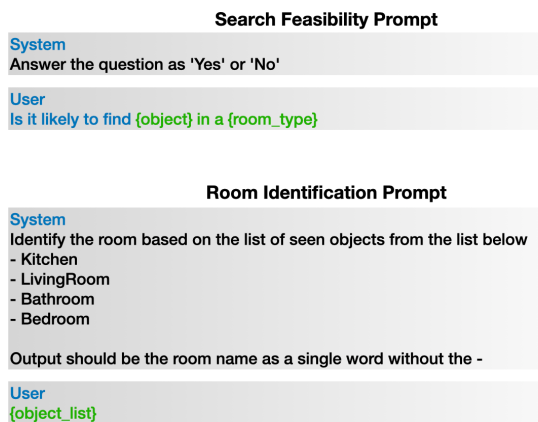 Search Feasibility Prompt
System
Answer the question as 'Yes' or 'No'
User
Is it likely to find {object} in a {room_type}
Room Identification Prompt
System
Identify the room based on the list of seen objects from the list below
- Kitchen
- LivingRoom
- Bathroom
- Bedroom
Output should be the room name as a single word without the -
User
{object_list}